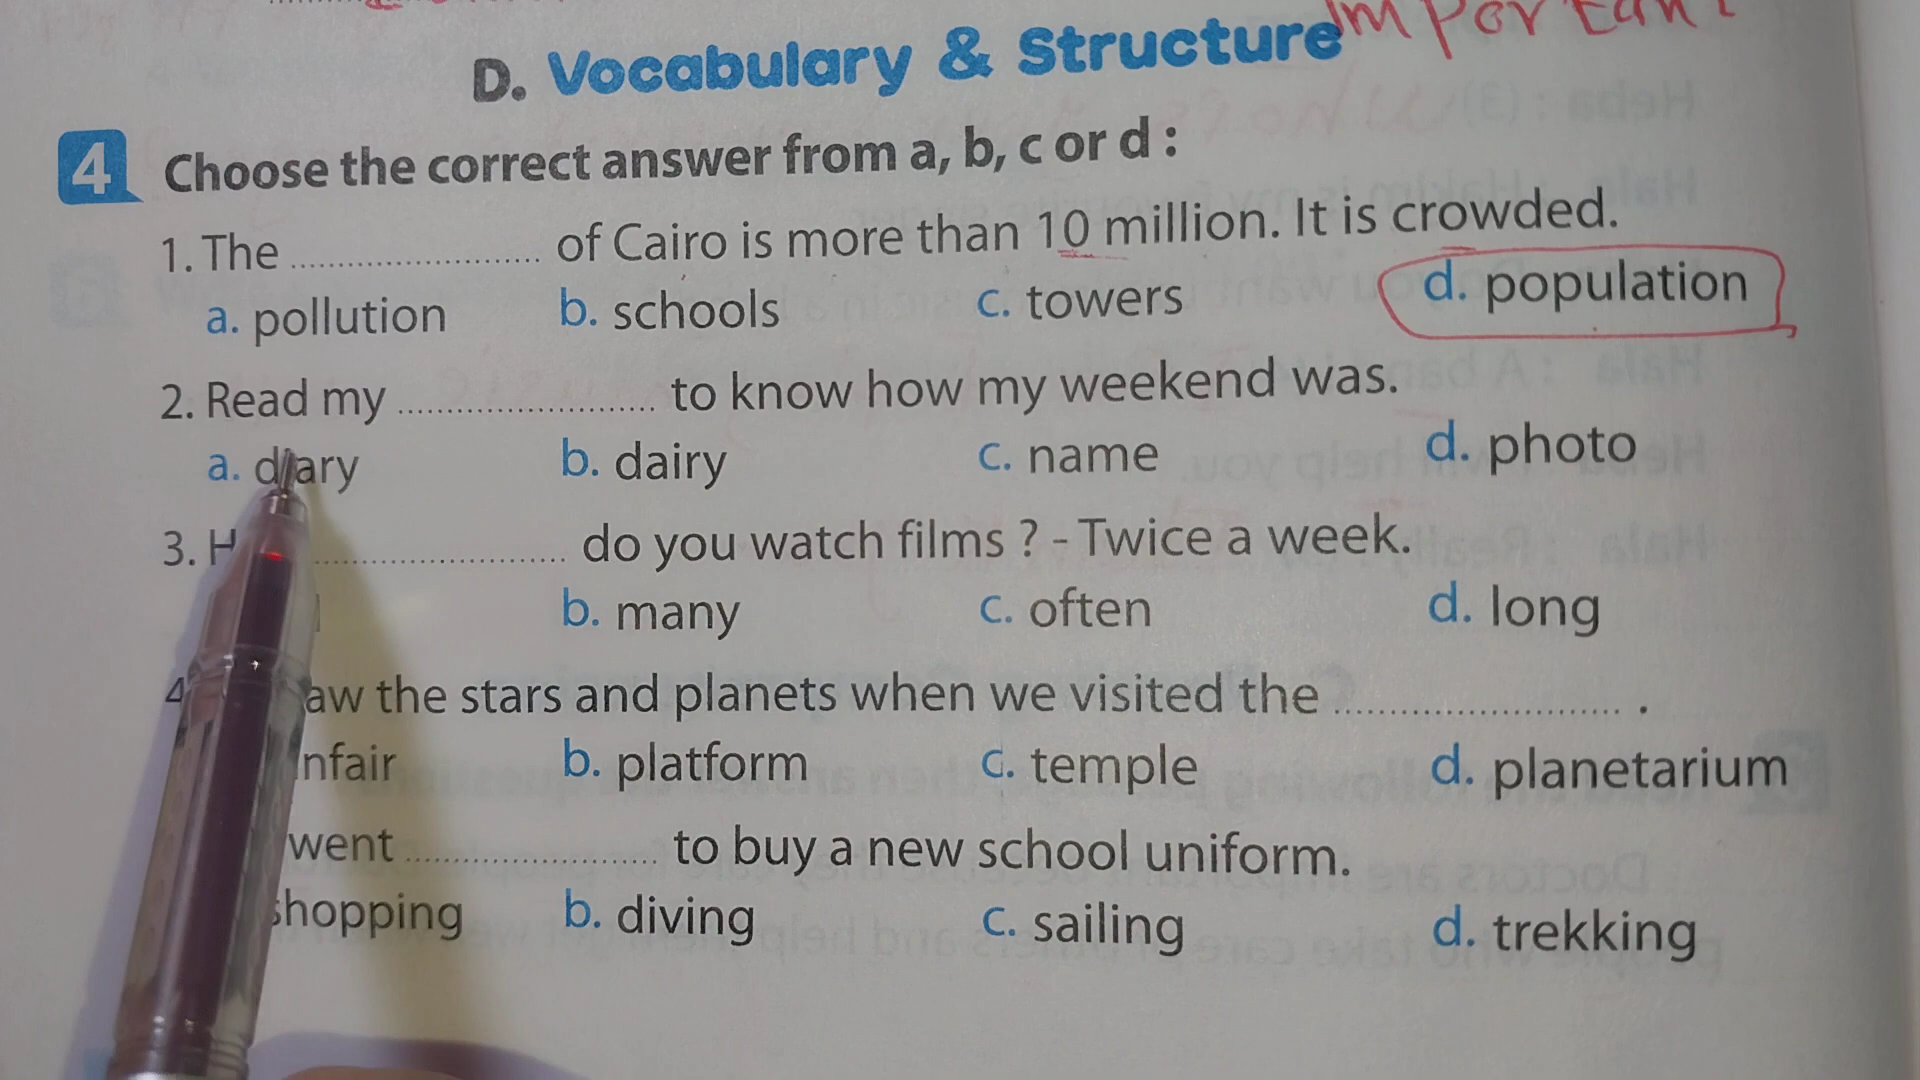 Important
D. Vocabulary & Structure
4 Choose the correct answer from a, b, c or d :
1. The ........................ of Cairo is more than 10 million. It is crowded.
a. pollution b. schools c. towers d. population
2. Read my ........................ to know how my weekend was.
a. diary b. dairy c. name d. photo
3. H ........................ do you watch films ? - Twice a week.
b. many c. often d. long
4 aw the stars and planets when we visited the ........................ .
nfair b. platform c. temple d. planetarium
went ........................ to buy a new school uniform.
shopping b. diving c. sailing d. trekking